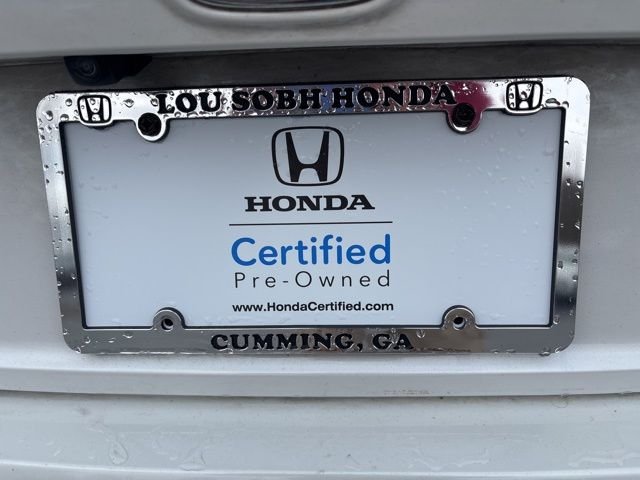 LOU SOBH HONDA
HONDA
Certified
Pre-Owned
www.HondaCertified.com
CUMMING, GA